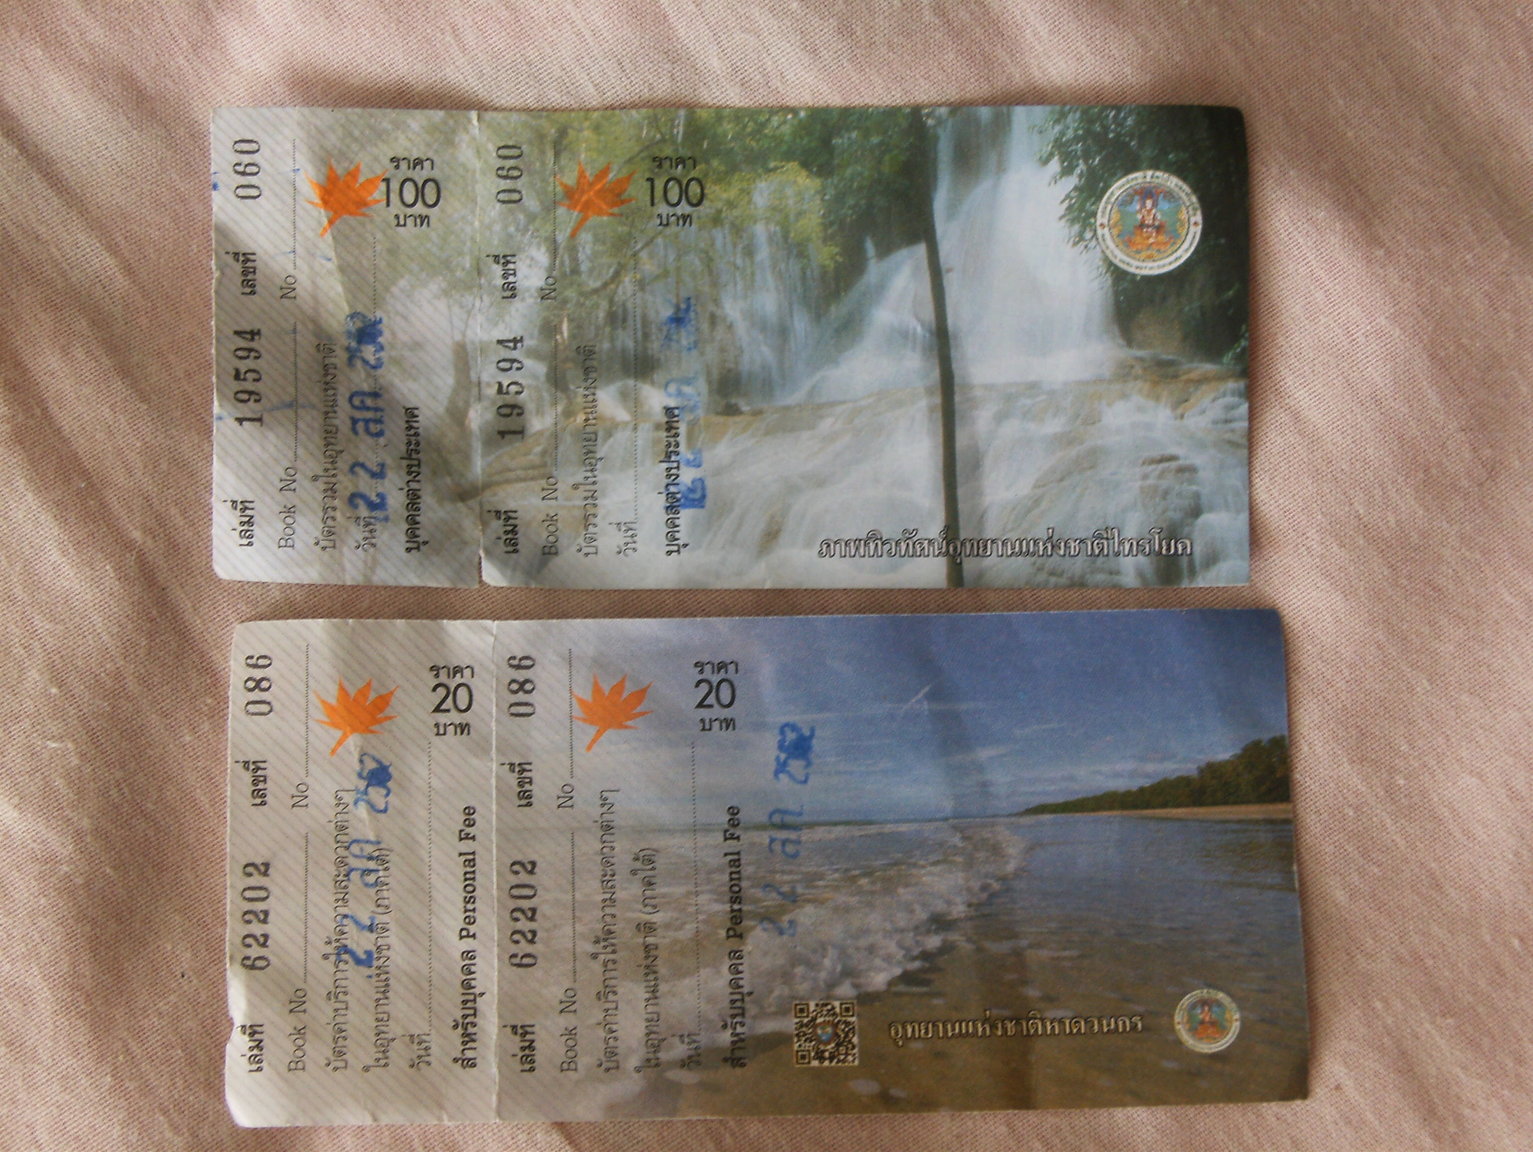 เล่มที่ 19594 เลขที่ 060
Book No No
บัตรรวมในอุทยานแห่งชาติ
วันที่ 22 ส.ค. 2562
บุคคลต่างประเทศ
ราคา
100
บาท
เล่มที่ 19594 เลขที่ 060
Book No No
บัตรรวมในอุทยานแห่งชาติ
วันที่
บุคคลต่างประเทศ
22 ส.ค. 2562
ราคา
100
บาท
ภาพทิวทัศน์อุทยานแห่งชาติไทรโยค
เล่มที่ 62202 เลขที่ 086
Book No No
บัตรค่าบริการให้ความสะดวกต่างๆ
ในอุทยานแห่งชาติ (ภาคใต้)
22 ส.ค. 2562
วันที่
สำหรับบุคคล Personal Fee
ราคา
20
บาท
เล่มที่ 62202 เลขที่ 086
Book No No
บัตรค่าบริการให้ความสะดวกต่างๆ
ในอุทยานแห่งชาติ (ภาคใต้)
วันที่
สำหรับบุคคล Personal Fee
ราคา
20
บาท
22 ส.ค. 2562
อุทยานแห่งชาติหาดวนกร